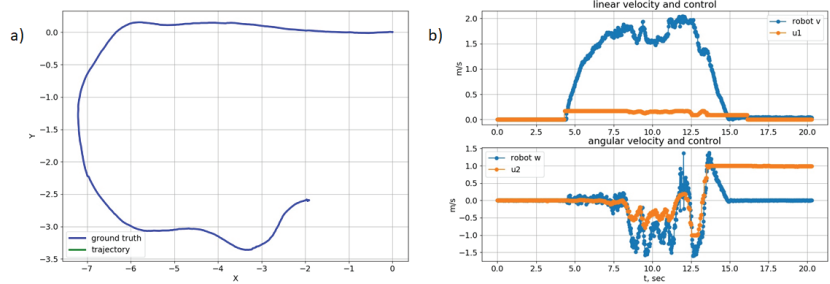 a)
0.0
−0.5
−1.0
−1.5
−2.0
−2.5
−3.0
−3.5
Y
ground truth
trajectory
−7 −6 −5 −4 −3 −2 −1 0
X
b)
linear velocity and control
2.0
1.5
1.0
0.5
0.0
m/s
robot v
u1
0.0 2.5 5.0 7.5 10.0 12.5 15.0 17.5 20.0
angular velocity and control
1.5
1.0
0.5
0.0
−0.5
−1.0
−1.5
m/s
robot w
u2
0.0 2.5 5.0 7.5 10.0 12.5 15.0 17.5 20.0
t, sec